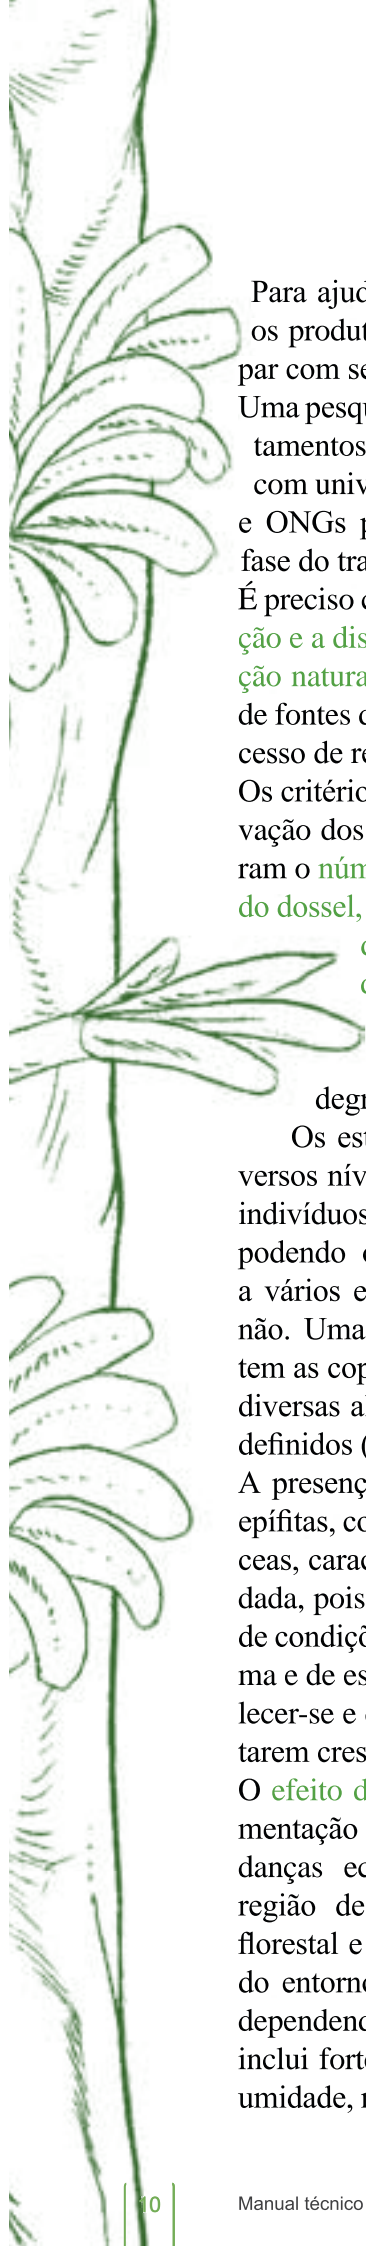 Para ajud
os produt
par com se
Uma pesqu
tamentos
com univ
e ONGs p
fase do tra
É preciso c
ção e a dis
ção natura
de fontes d
cesso de re
Os critério
vação dos
ram o núm
do dossel,
d
d
degr
Os est
versos nív
indivíduos
podendo o
a vários e
não. Uma
tem as cop
diversas al
definidos (
A presenç
epífitas, co
ceas, carac
dada, pois
de condiçõ
ma e de es
lecer-se e
tarem cres
O efeito d
mentação
danças ec
região de
florestal e
do entorno
dependend
inclui forte
umidade, r
10 Manual técnico